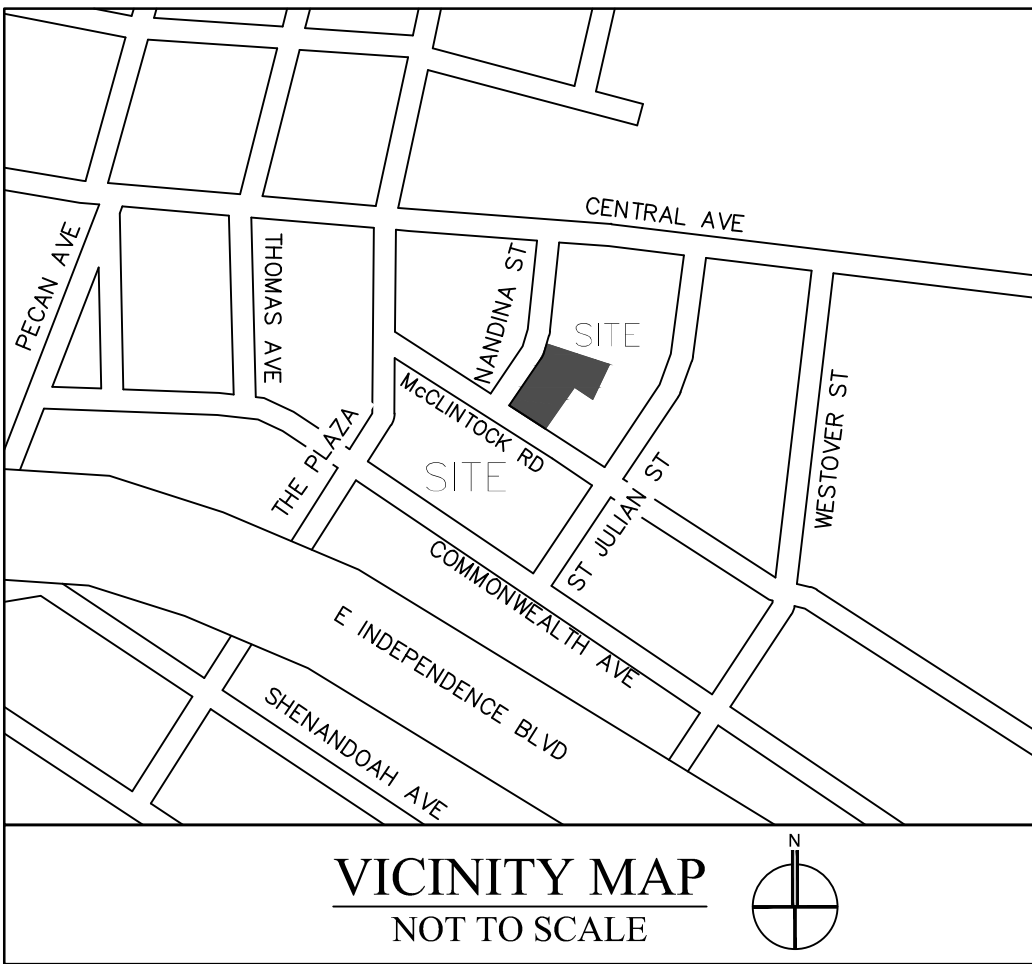 CENTRAL AVE
PECAN AVE
THOMAS AVE
NANDINA ST
SITE
McCLINTOCK RD
WESTOVER ST
THE PLAZA
SITE
ST JULIAN ST
COMMONWEALTH AVE
E INDEPENDENCE BLVD
SHENANDOAH AVE
N
VICINITY MAP
NOT TO SCALE